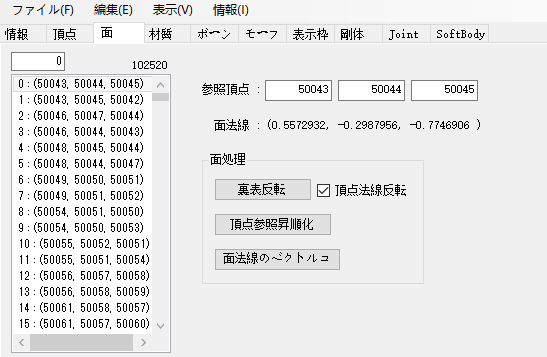 ファイル(F) 編集(E) 表示(V) 情報(I)
情報 頂点 面 材質 ボーン モーフ 表示枠 剛体 Joint SoftBody
0
102520
0 : (50043, 50044, 50045)
1 : (50043, 50045, 50042)
2 : (50046, 50047, 50044)
3 : (50046, 50044, 50043)
4 : (50048, 50045, 50044)
5 : (50048, 50044, 50047)
6 : (50049, 50050, 50051)
7 : (50049, 50051, 50052)
8 : (50054, 50051, 50050)
9 : (50054, 50050, 50053)
10 : (50055, 50052, 50051)
11 : (50055, 50051, 50054)
12 : (50056, 50057, 50058)
13 : (50056, 50058, 50059)
14 : (50061, 50058, 50057)
15 : (50061, 50057, 50060)
参照頂点 : 50043 50044 50045
面法線 : (0.5572932, -0.2987956, -0.7746906 )
面処理
裏表反転 頂点法線反転
頂点参照昇順化
面法線のベクトルコ